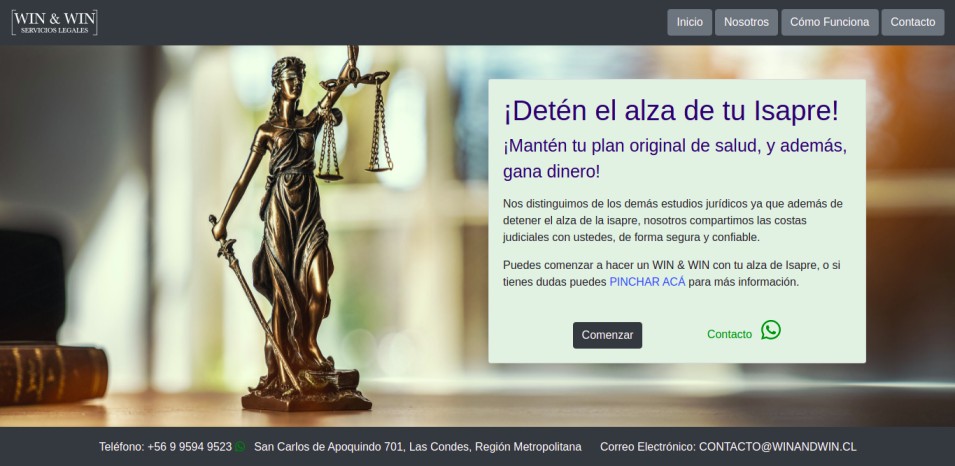 WIN & WIN
SERVICIOS LEGALES
Inicio
Nosotros
Cómo Funciona
Contacto
¡Detén el alza de tu Isapre!
¡Mantén tu plan original de salud, y además,
gana dinero!
Nos distinguimos de los demás estudios jurídicos ya que además de
detener el alza de la isapre, nosotros compartimos las costas
judiciales con ustedes, de forma segura y confiable.
Puedes comenzar a hacer un WIN & WIN con tu alza de Isapre, o si
tienes dudas puedes PINCHAR ACÁ para más información.
Comenzar
Contacto
Teléfono: +56 9 9594 9523
San Carlos de Apoquindo 701, Las Condes, Región Metropolitana
Correo Electrónico: CONTACTO@WINANDWIN.CL